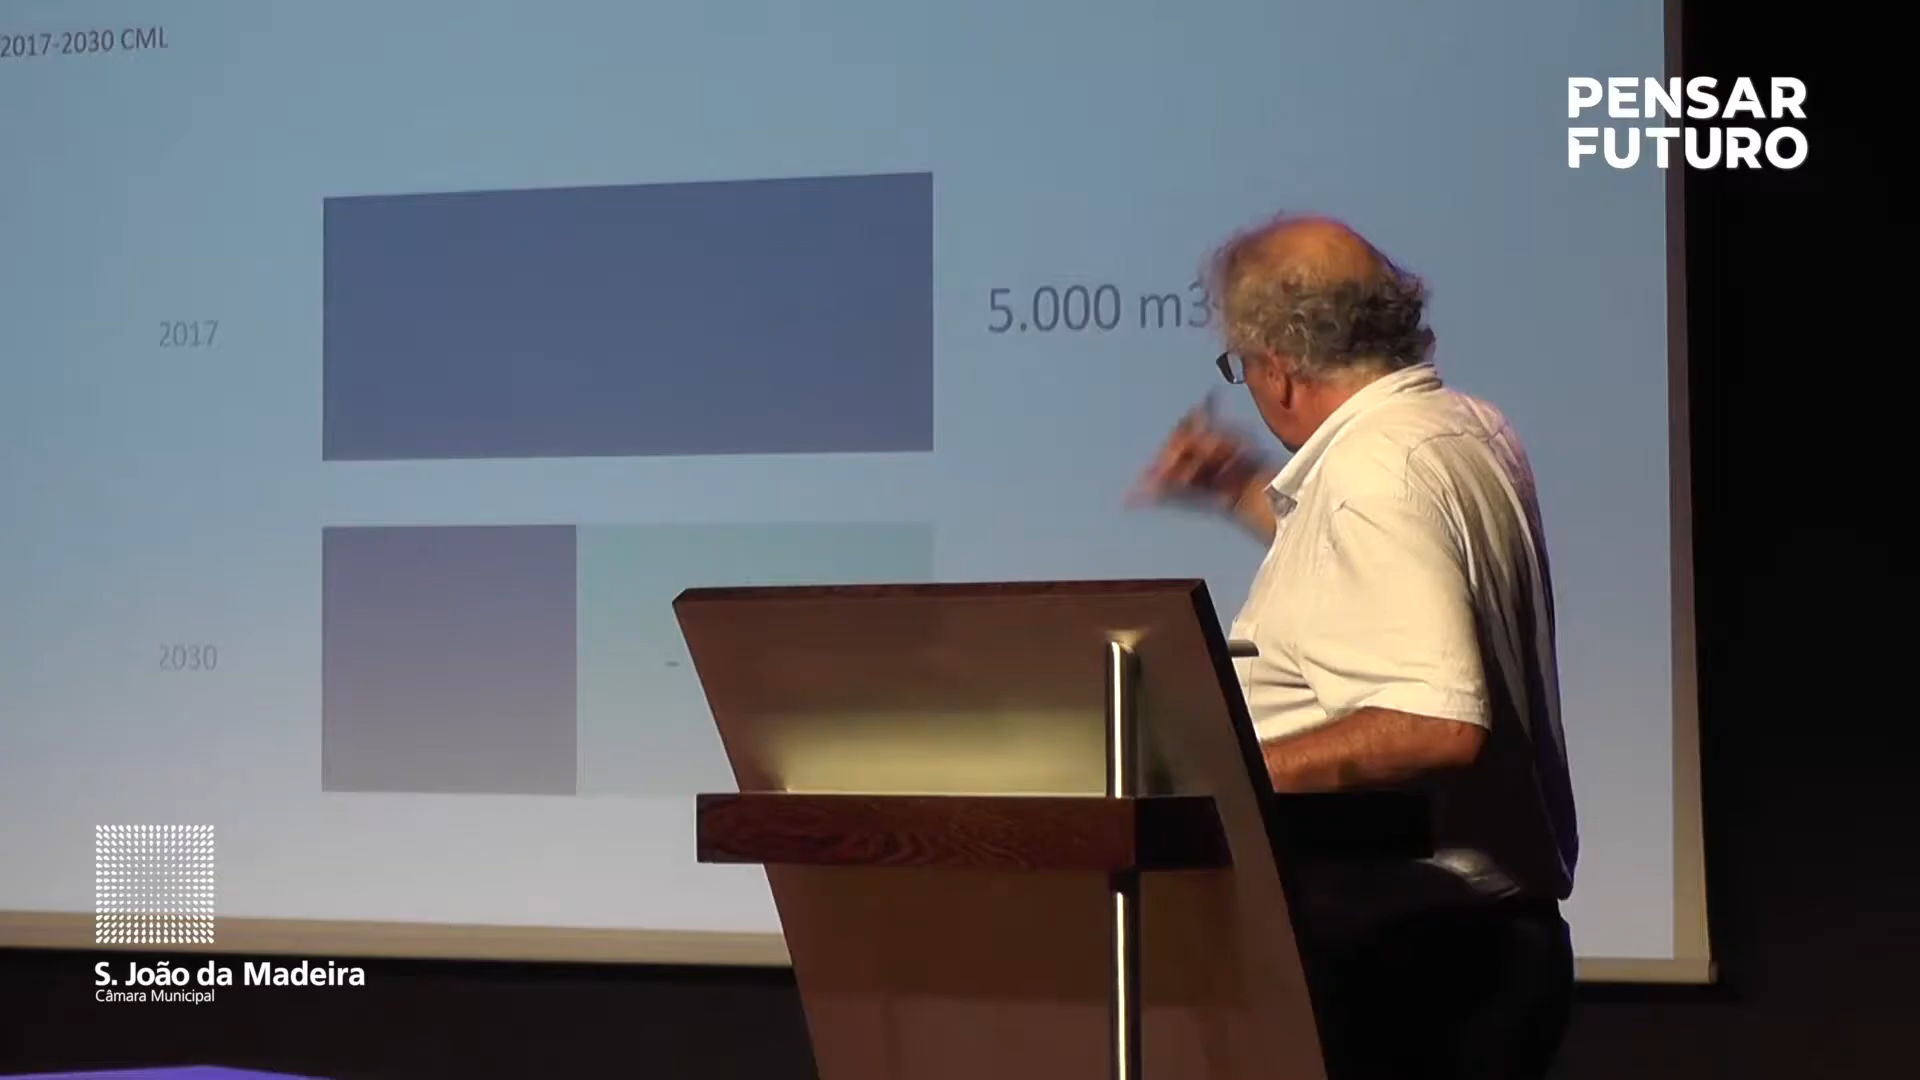 2017-2030 CML
PENSAR
FUTURO
2017
5.000 m3
2030
S. João da Madeira
Câmara Municipal